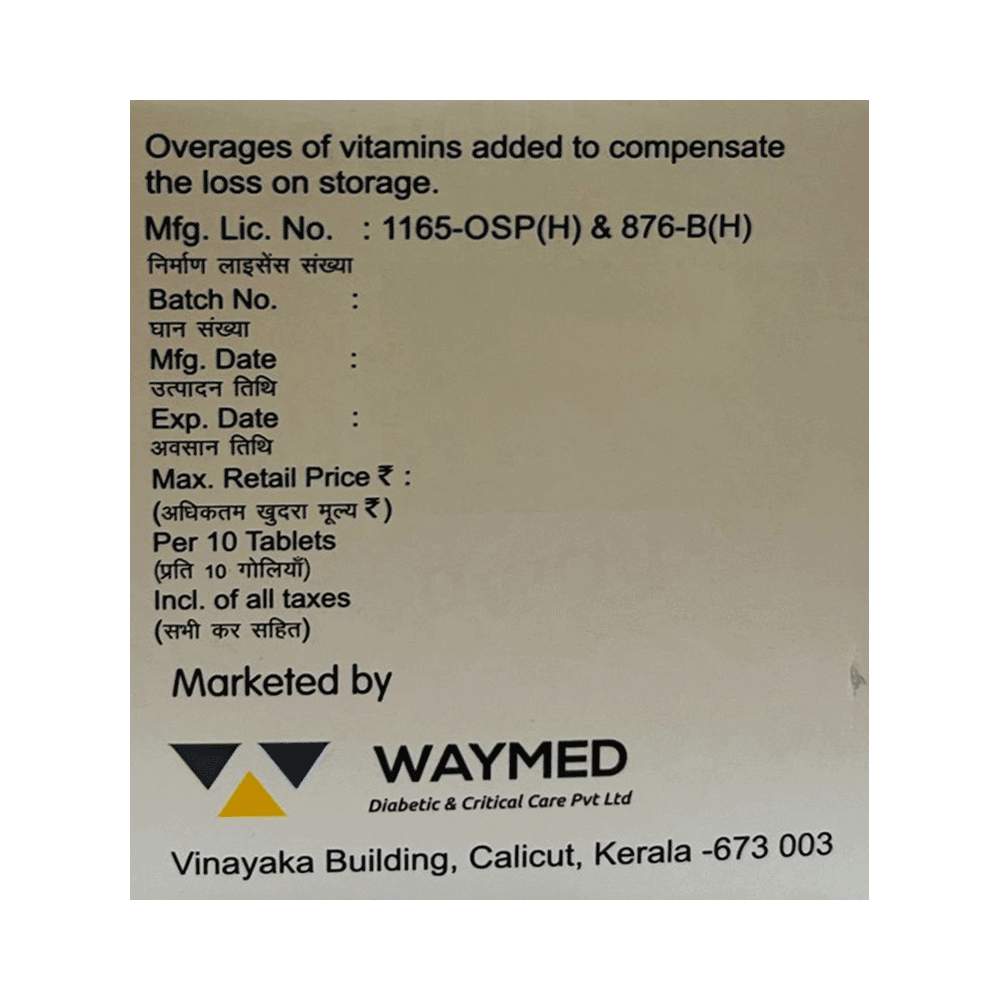 Overages of vitamins added to compensate
the loss on storage.
Mfg. Lic. No. : 1165-OSP(H) & 876-B(H)
निर्माण लाइसेंस संख्या
Batch No. :
घान संख्या
Mfg. Date :
उत्पादन तिथि
Exp. Date :
अवसान तिथि
Max. Retail Price ₹ :
(अधिकतम खुदरा मूल्य ₹)
Per 10 Tablets
(प्रति 10 गोलियाँ)
Incl. of all taxes
(सभी कर सहित)
Marketed by
WAYMED
Diabetic & Critical Care Pvt Ltd
Vinayaka Building, Calicut, Kerala -673 003